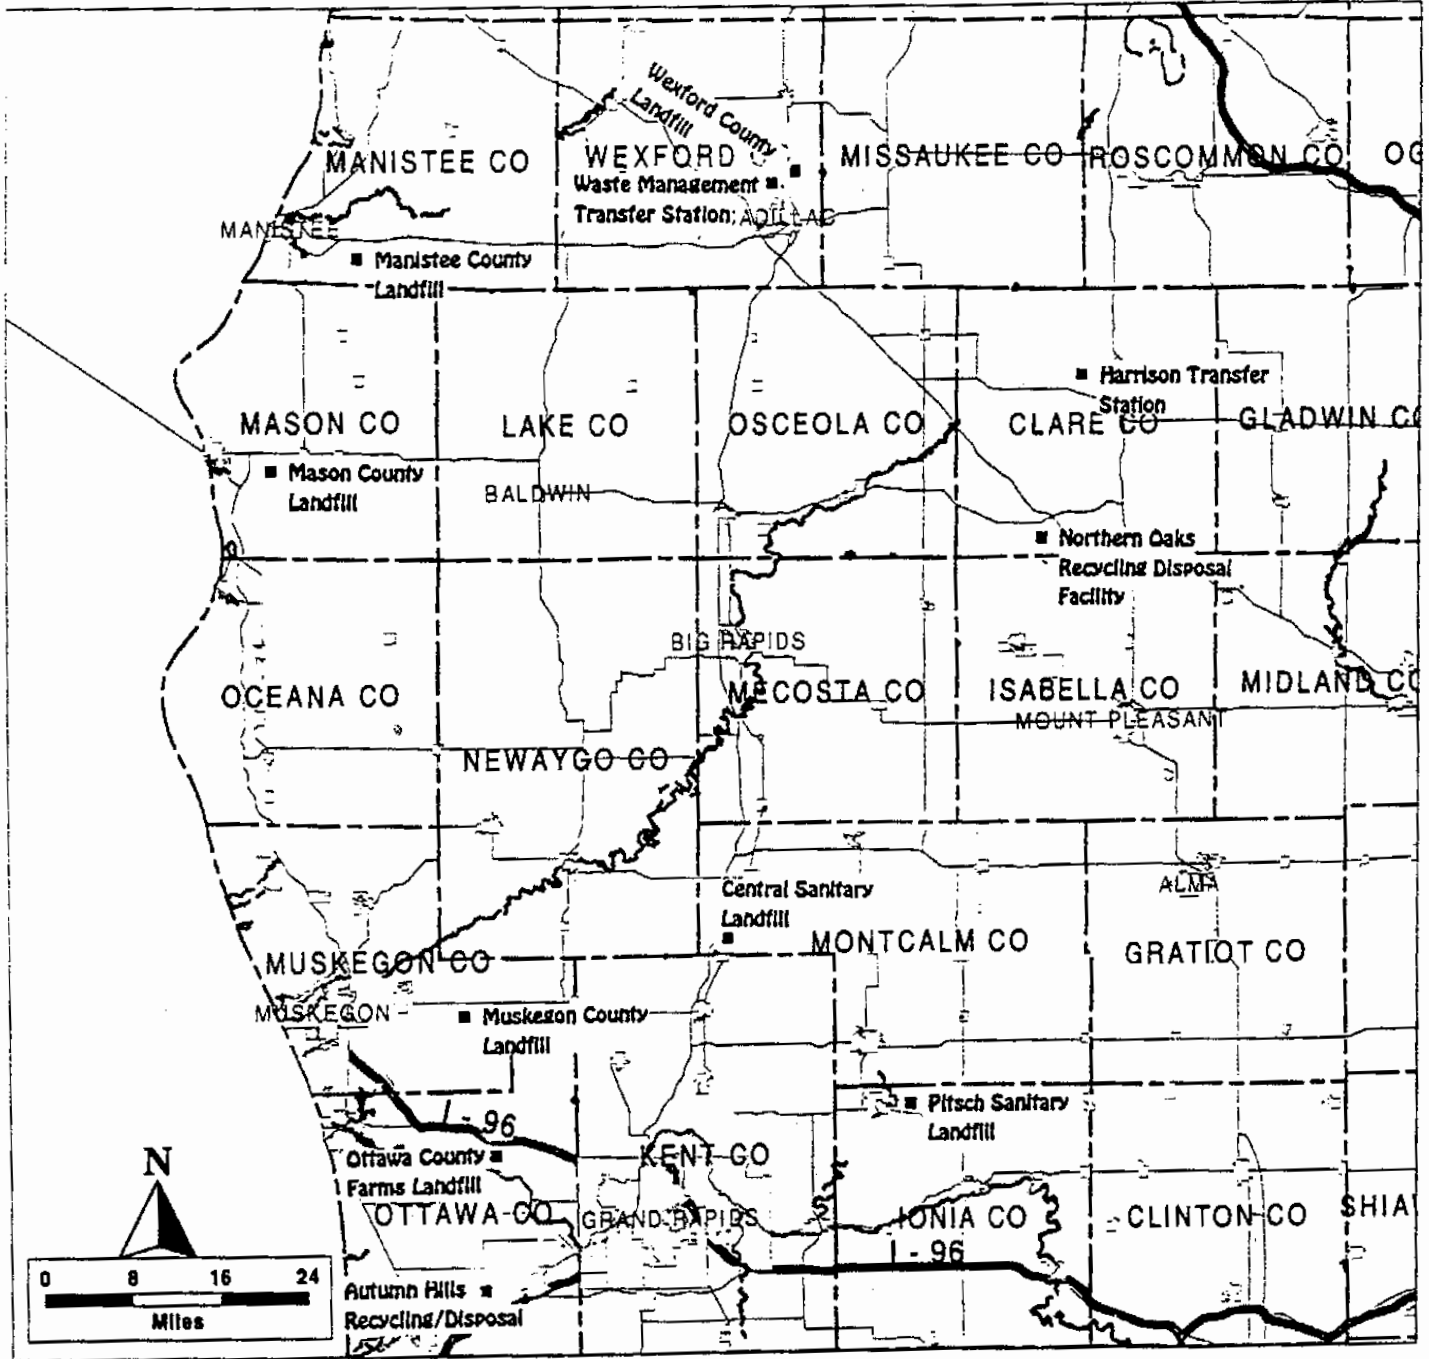 Wexford County
Landfill
MANISTEE CO
WEXFORD
MISSAUKEE CO
ROSCOMMON CO
Waste Management
Transfer Station
MANISTEE
Manistee County
Landfill
Harrison Transfer
Station
MASON CO
LAKE CO
OSCEOLA CO
CLARE CO
GLADWIN CO
Mason County
Landfill
BALDWIN
Northern Oaks
Recycling Disposal
Facility
BIG RAPIDS
OCEANA CO
MECOSTA CO
ISABELLA CO
MIDLAND CO
MOUNT PLEASANT
NEWAYGO CO
Central Sanitary
Landfill
ALMA
MONTCALM CO
GRATIOT CO
MUSKEGON CO
MUSKEGON
Muskegon County
Landfill
I-96
Pitsch Sanitary
Landfill
N
Ottawa County
Farms Landfill
KENT CO
OTTAWA CO
GRAND RAPIDS
IONIA CO
CLINTON CO
SHIA
I-96
0 8 16 24
Miles
Autumn Hills
Recycling/Disposal